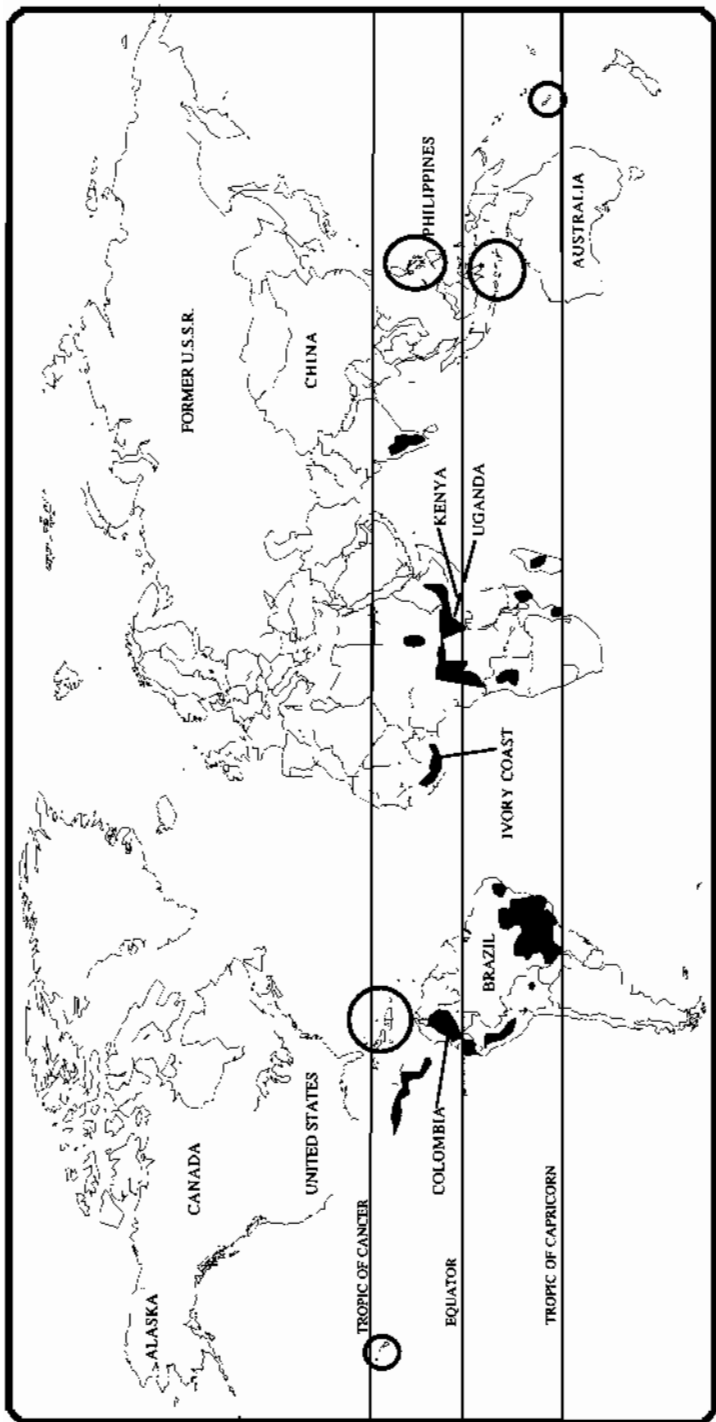 ALASKA
CANADA
UNITED STATES
FORMER U.S.S.R.
CHINA
TROPIC OF CANCER
PHILIPPINES
COLOMBIA
KENYA
UGANDA
EQUATOR
IVORY COAST
BRAZIL
TROPIC OF CAPRICORN
AUSTRALIA